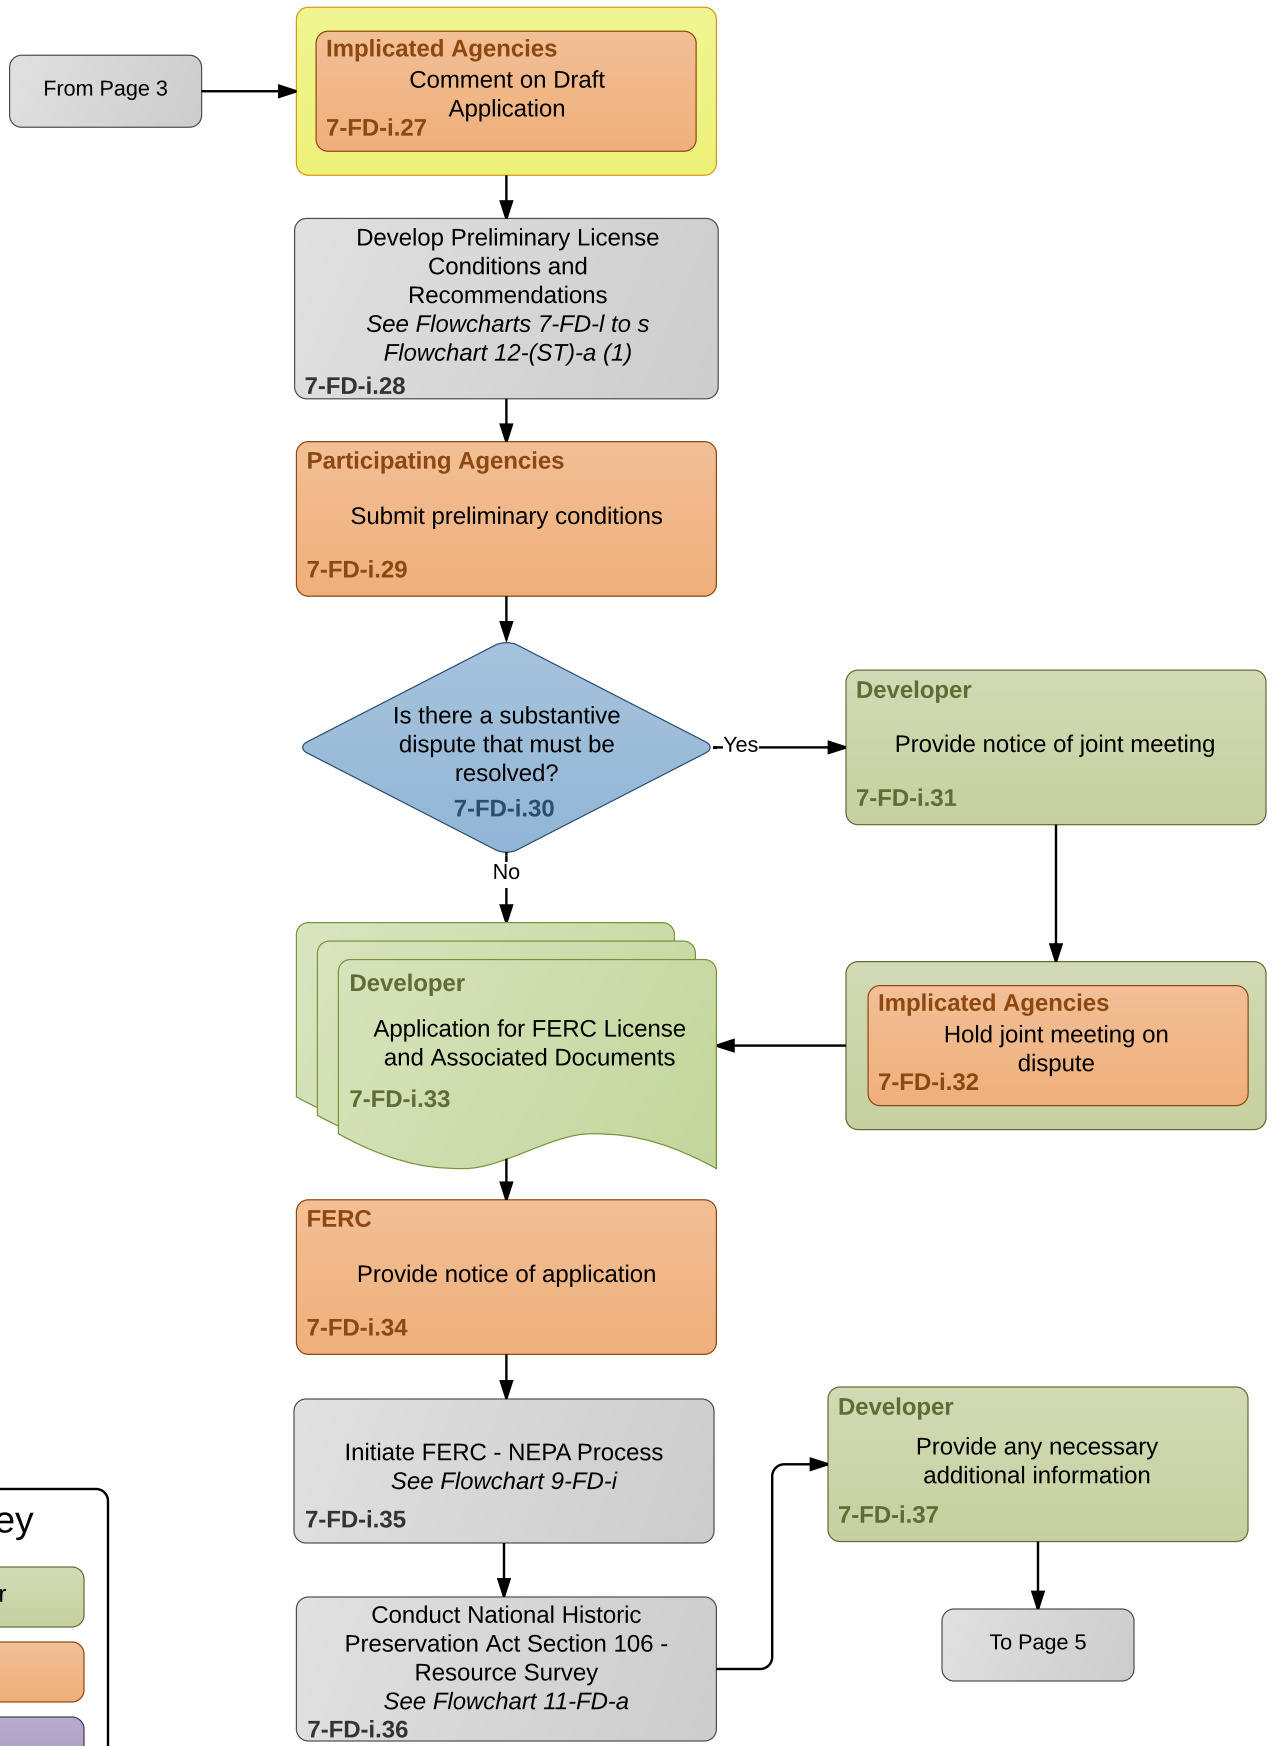 From Page 3
Implicated Agencies
Comment on Draft
Application
7-FD-i.27
Develop Preliminary License
Conditions and
Recommendations
See Flowcharts 7-FD-l to s
Flowchart 12-(ST)-a (1)
7-FD-i.28
Participating Agencies
Submit preliminary conditions
7-FD-i.29
Is there a substantive
dispute that must be
resolved?
7-FD-i.30
Yes
Developer
Provide notice of joint meeting
7-FD-i.31
No
Implicated Agencies
Hold joint meeting on
dispute
7-FD-i.32
Developer
Application for FERC License
and Associated Documents
7-FD-i.33
FERC
Provide notice of application
7-FD-i.34
Initiate FERC - NEPA Process
See Flowchart 9-FD-i
7-FD-i.35
Conduct National Historic
Preservation Act Section 106 -
Resource Survey
See Flowchart 11-FD-a
7-FD-i.36
Developer
Provide any necessary
additional information
7-FD-i.37
To Page 5
ey
r